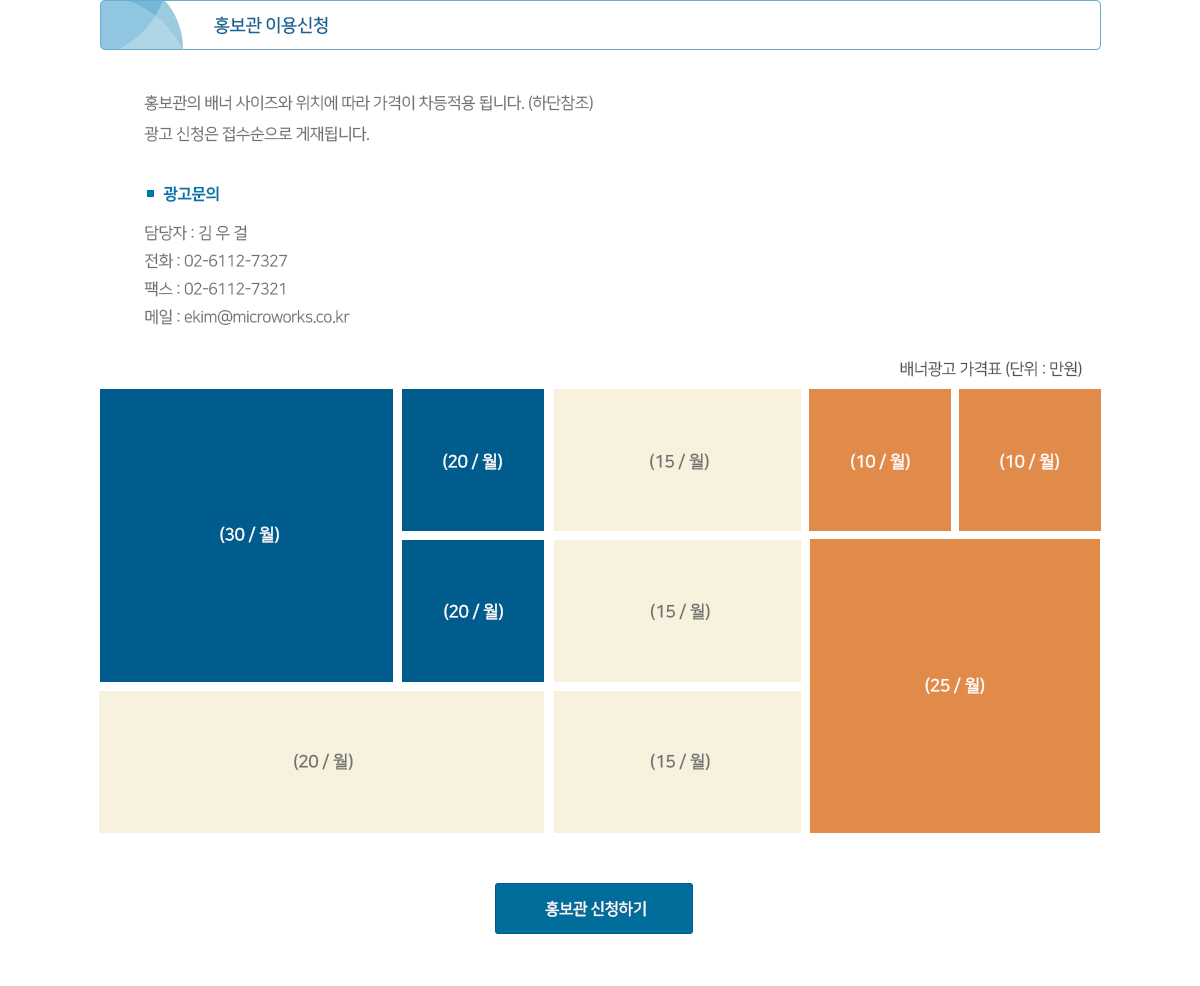 홍보관 이용신청
홍보관의 배너 사이즈와 위치에 따라 가격이 차등적용 됩니다. (하단참조)
광고 신청은 접수순으로 게재됩니다.
광고문의
담당자 : 김 우 걸
전화 : 02-6112-7327
팩스 : 02-6112-7321
메일 : ekim@microworks.co.kr
배너광고 가격표 (단위 : 만원)
(30 / 월)
(20 / 월)
(15 / 월)
(10 / 월)
(10 / 월)
(20 / 월)
(15 / 월)
(25 / 월)
(20 / 월)
(15 / 월)
홍보관 신청하기